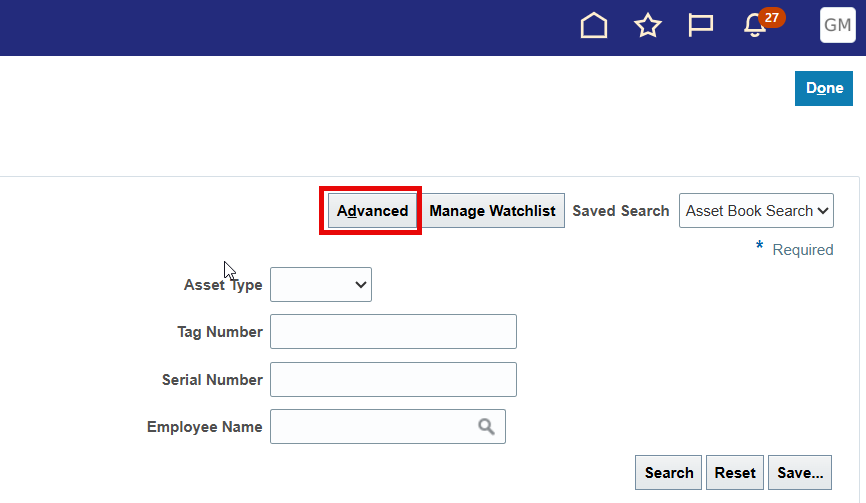 27
GM
Done
Advanced Manage Watchlist Saved Search Asset Book Search
* Required
Asset Type
Tag Number
Serial Number
Employee Name
Search Reset Save...